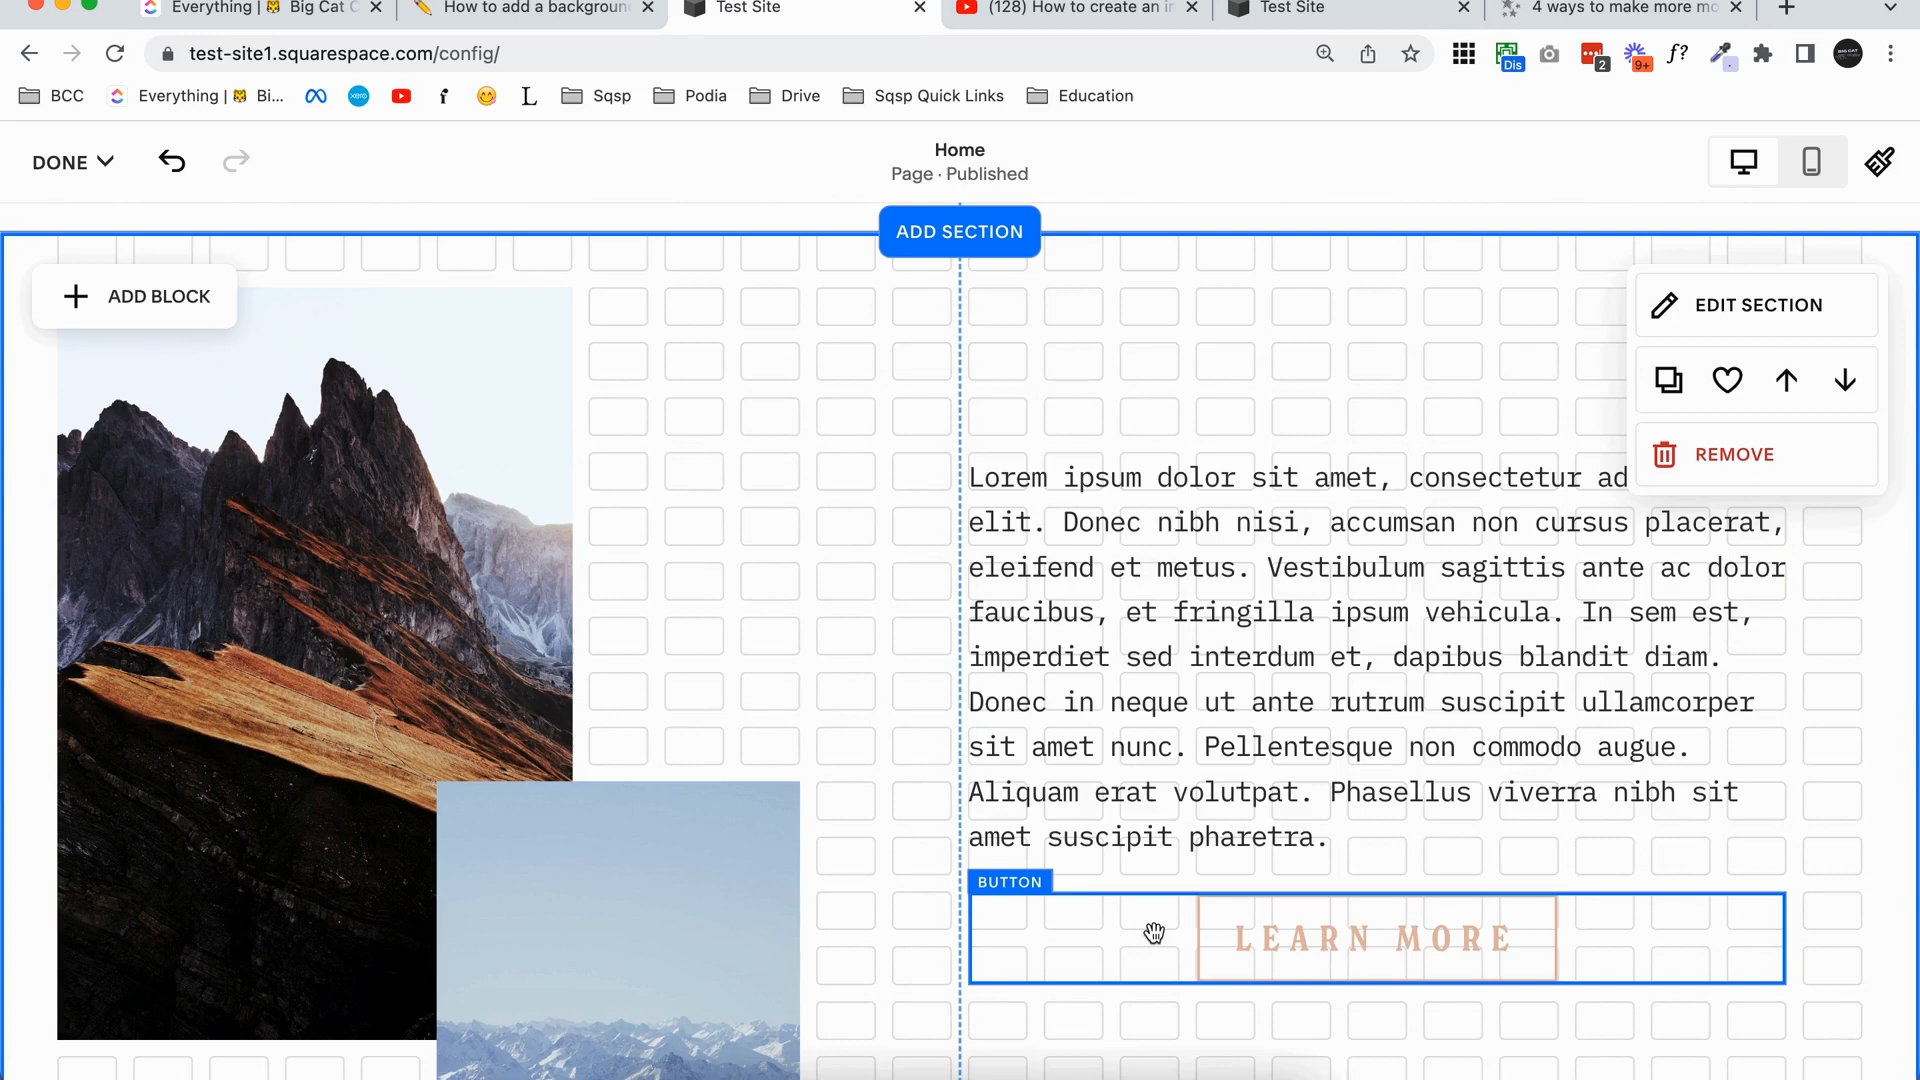 Everything | 🐯 Big Cat C
How to add a backgroun
Test Site
(128) How to create an i
Test Site
4 ways to make more mo
test-site1.squarespace.com/config/
Dis
2
9+
f?
BCC
Everything | 🐯 Bi...
xero
Sqsp
Podia
Drive
Sqsp Quick Links
Education
DONE
Home
Page · Published
ADD SECTION
ADD BLOCK
EDIT SECTION
REMOVE
Lorem ipsum dolor sit amet, consectetur ad
elit. Donec nibh nisi, accumsan non cursus placerat,
eleifend et metus. Vestibulum sagittis ante ac dolor
faucibus, et fringilla ipsum vehicula. In sem est,
imperdiet sed interdum et, dapibus blandit diam.
Donec in neque ut ante rutrum suscipit ullamcorper
sit amet nunc. Pellentesque non commodo augue.
Aliquam erat volutpat. Phasellus viverra nibh sit
amet suscipit pharetra.
BUTTON
LEARN MORE